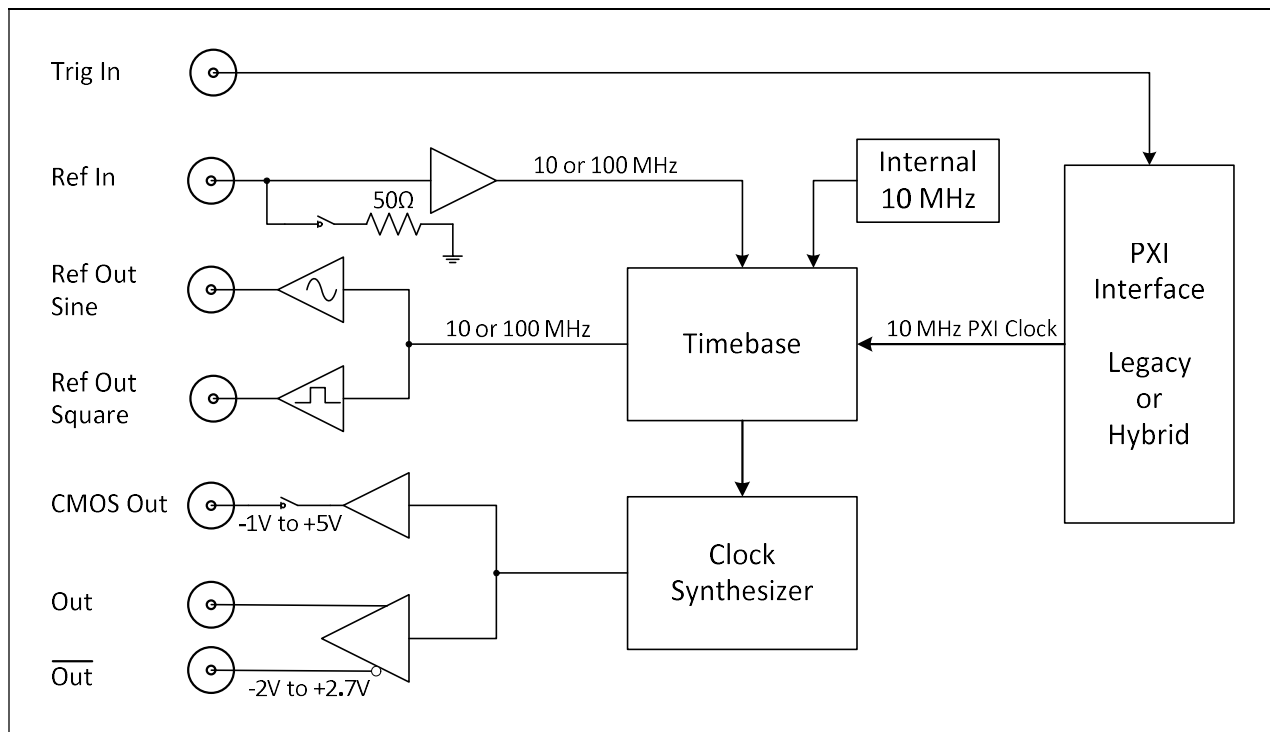 Trig In
Ref In
50Ω
10 or 100 MHz
Internal
10 MHz
Ref Out
Sine
Ref Out
Square
10 or 100 MHz
Timebase
10 MHz PXI Clock
PXI
Interface
Legacy
or
Hybrid
CMOS Out
-1V to +5V
Clock
Synthesizer
Out
Out
-2V to +2.7V